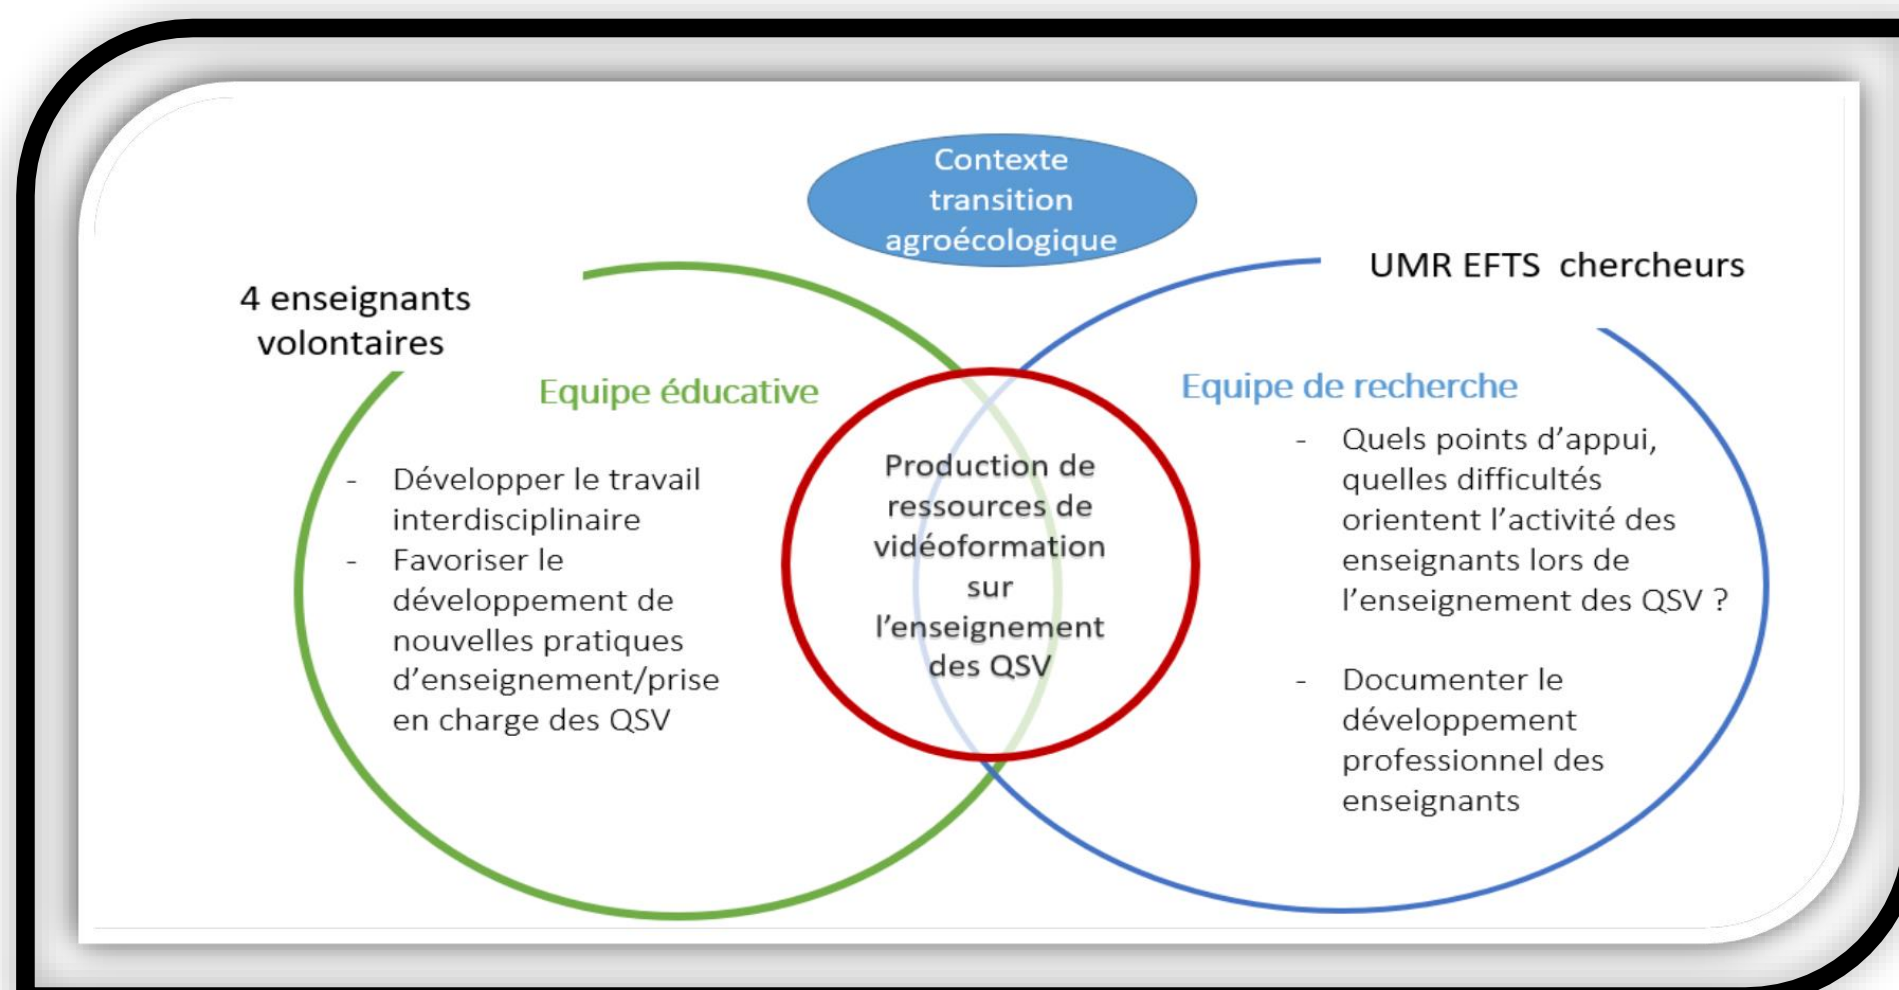 Contexte
transition
agroécologique
4 enseignants
volontaires
Equipe éducative
- Développer le travail
interdisciplinaire
- Favoriser le
développement de
nouvelles pratiques
d’enseignement/prise
en charge des QSV
Production de
ressources de
vidéoformation
sur
l’enseignement
des QSV
UMR EFTS chercheurs
Equipe de recherche
- Quels points d’appui,
quelles difficultés
orientent l’activité des
enseignants lors de
l’enseignement des QSV ?
- Documenter le
développement
professionnel des
enseignants